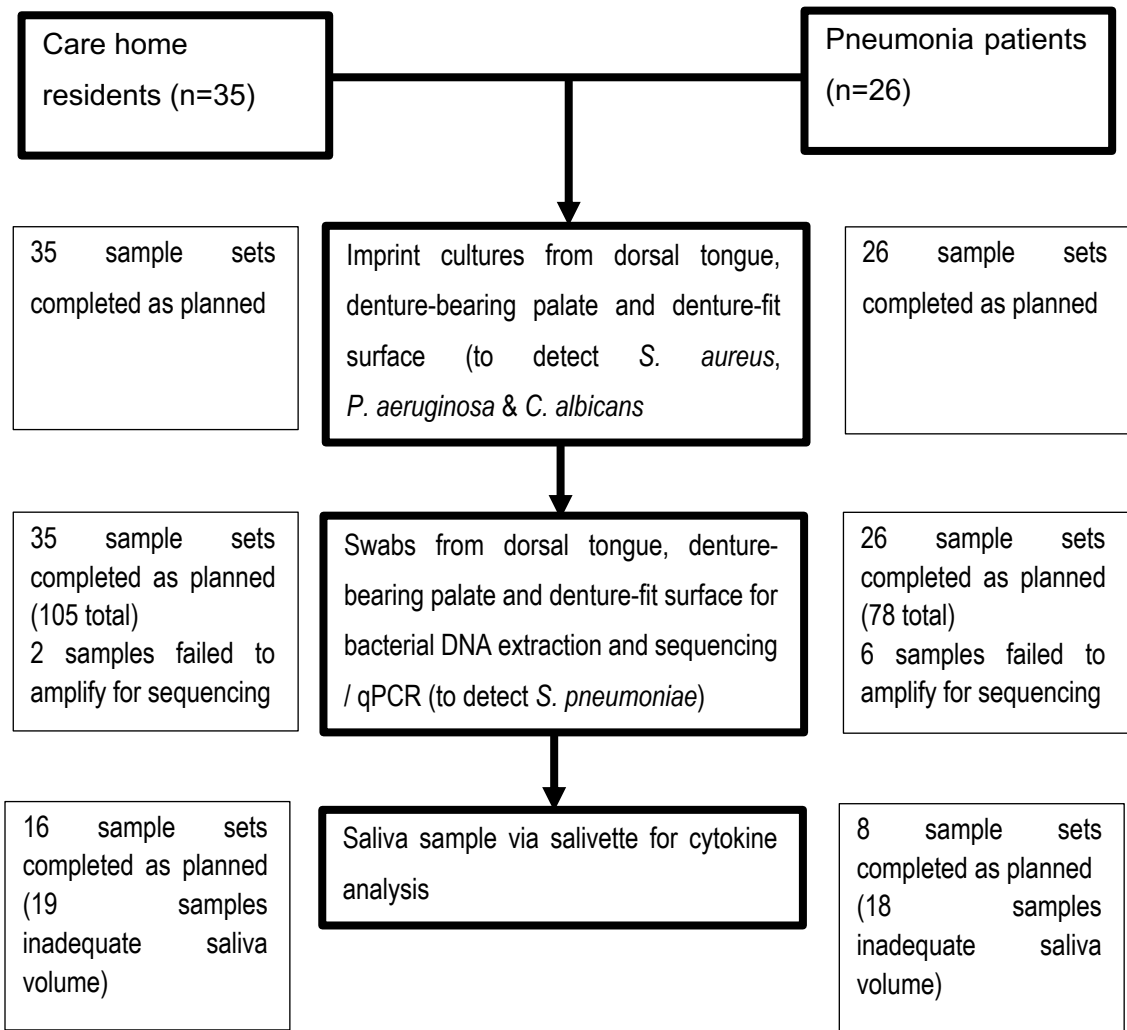 Care home
residents (n=35)
Pneumonia patients
(n=26)
35 sample sets
completed as planned
Imprint cultures from dorsal tongue,
denture-bearing palate and denture-fit
surface (to detect S. aureus,
P. aeruginosa & C. albicans
26 sample sets
completed as planned
35 sample sets
completed as planned
(105 total)
2 samples failed to
amplify for sequencing
Swabs from dorsal tongue, denture-
bearing palate and denture-fit surface for
bacterial DNA extraction and sequencing
/ qPCR (to detect S. pneumoniae)
26 sample sets
completed as planned
(78 total)
6 samples failed to
amplify for sequencing
16 sample sets
completed as planned
(19 samples
inadequate saliva
volume)
Saliva sample via salivette for cytokine
analysis
8 sample sets
completed as planned
(18 samples
inadequate saliva
volume)